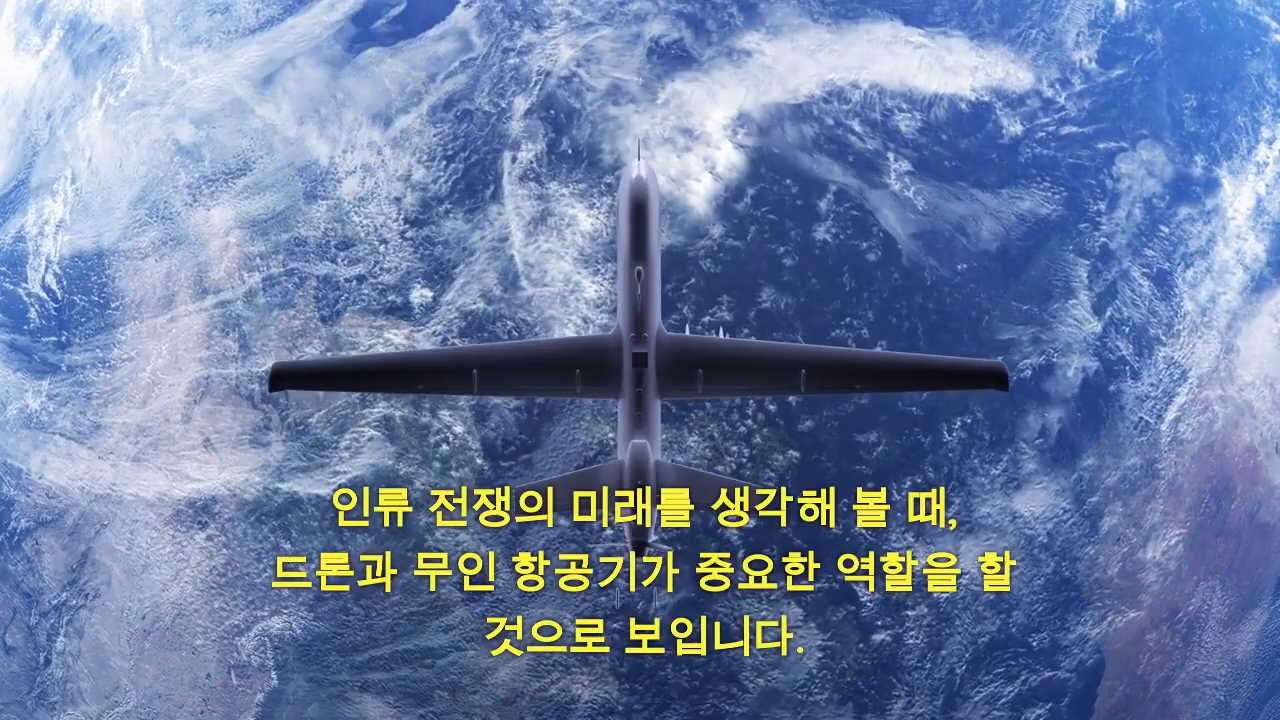 인류 전쟁의 미래를 생각해 볼 때,
드론과 무인 항공기가 중요한 역할을 할
것으로 보입니다.